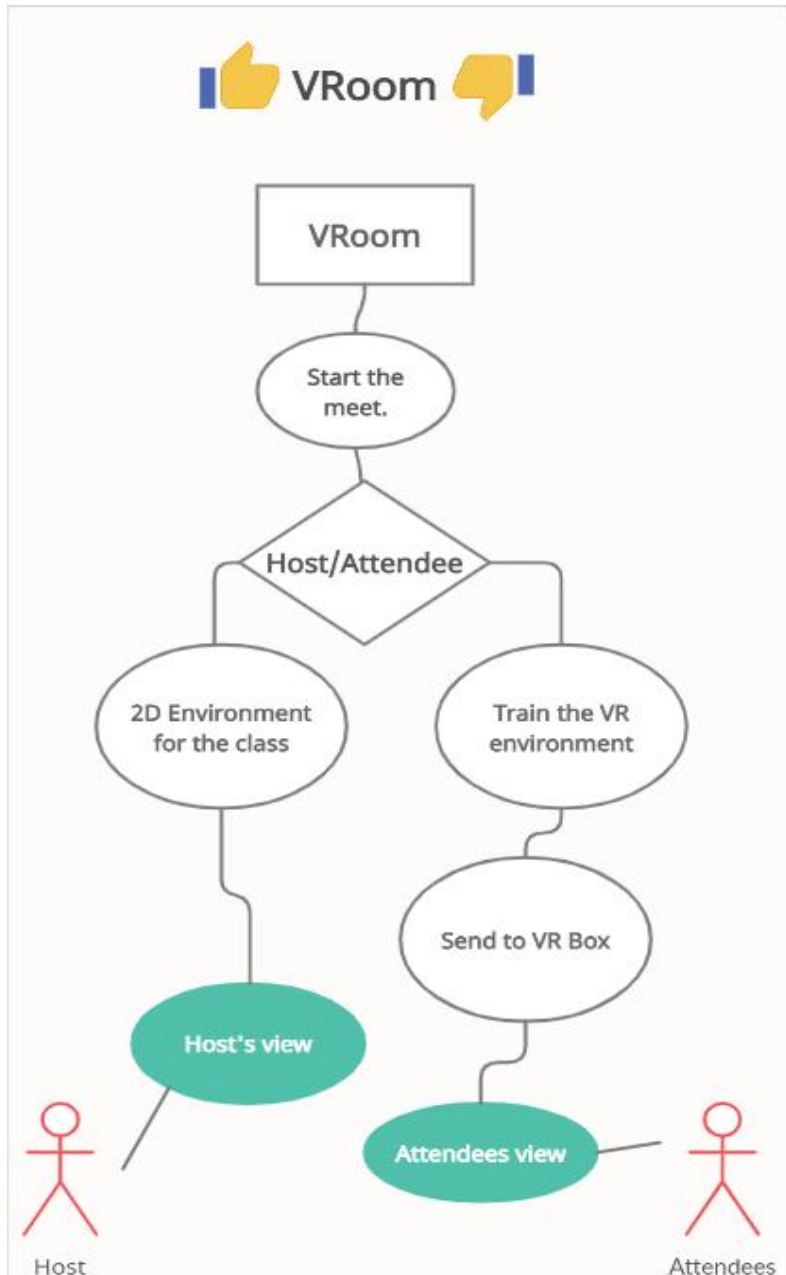 VRoom
VRoom
Start the
meet.
Host/Attendee
2D Environment
for the class
Train the VR
environment
Send to VR Box
Host's view
Attendees view
Host
Attendees